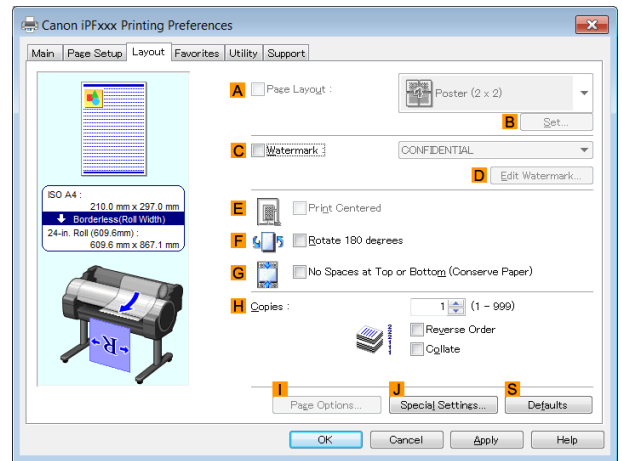 Canon iPFxxx Printing Preferences
Main Page Setup Layout Favorites Utility Support
A Page Layout : Poster (2 x 2)
B Set...
C Watermark : CONFIDENTIAL
D Edit Watermark...
ISO A4 :
210.0 mm x 297.0 mm
Borderless(Roll Width)
24-in. Roll (609.6mm) :
609.6 mm x 867.1 mm
E Print Centered
F Rotate 180 degrees
G No Spaces at Top or Bottom (Conserve Paper)
H Copies : 1 (1 - 999)
Reverse Order
Collate
R
I J S
Page Options... Special Settings... Defaults
OK Cancel Apply Help